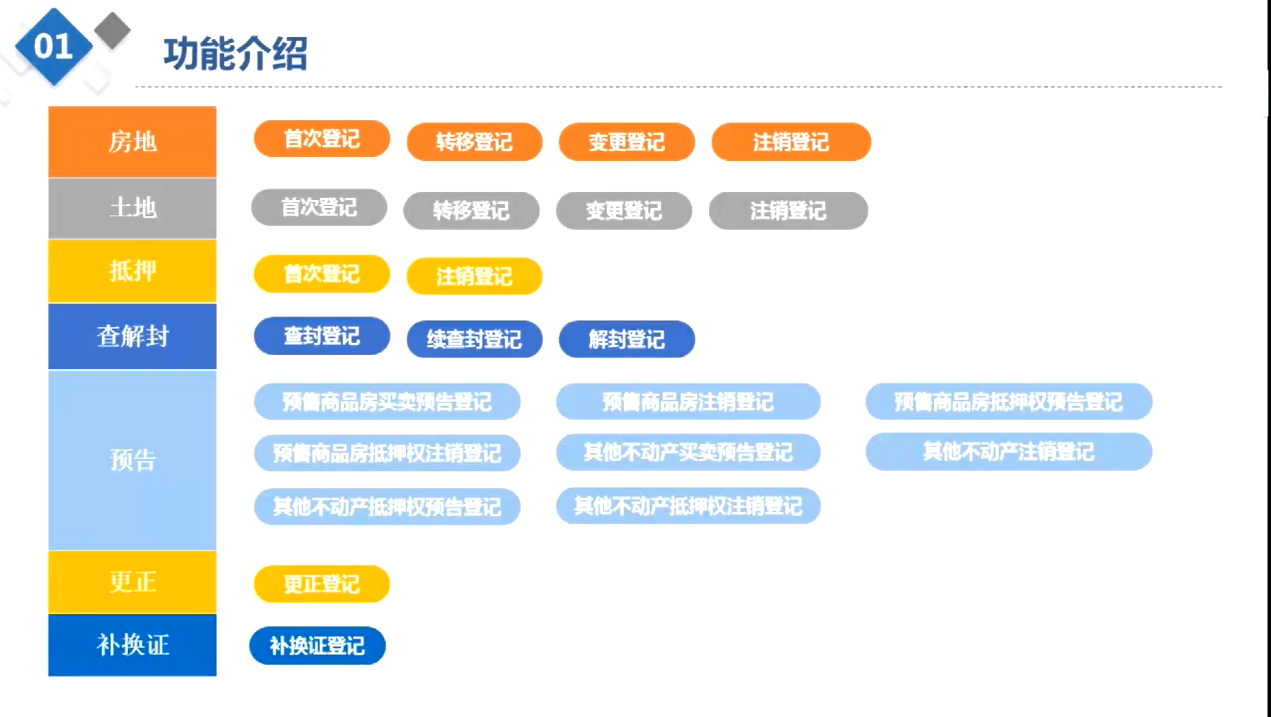 01
功能介绍
房地
首次登记
转移登记
变更登记
注销登记
土地
首次登记
转移登记
变更登记
注销登记
抵押
首次登记
注销登记
查解封
查封登记
续查封登记
解封登记
预告
预售商品房买卖预告登记
预售商品房注销登记
预售商品房抵押权预告登记
预售商品房抵押权注销登记
其他不动产买卖预告登记
其他不动产注销登记
其他不动产抵押权预告登记
其他不动产抵押权注销登记
更正
更正登记
补换证
补换证登记